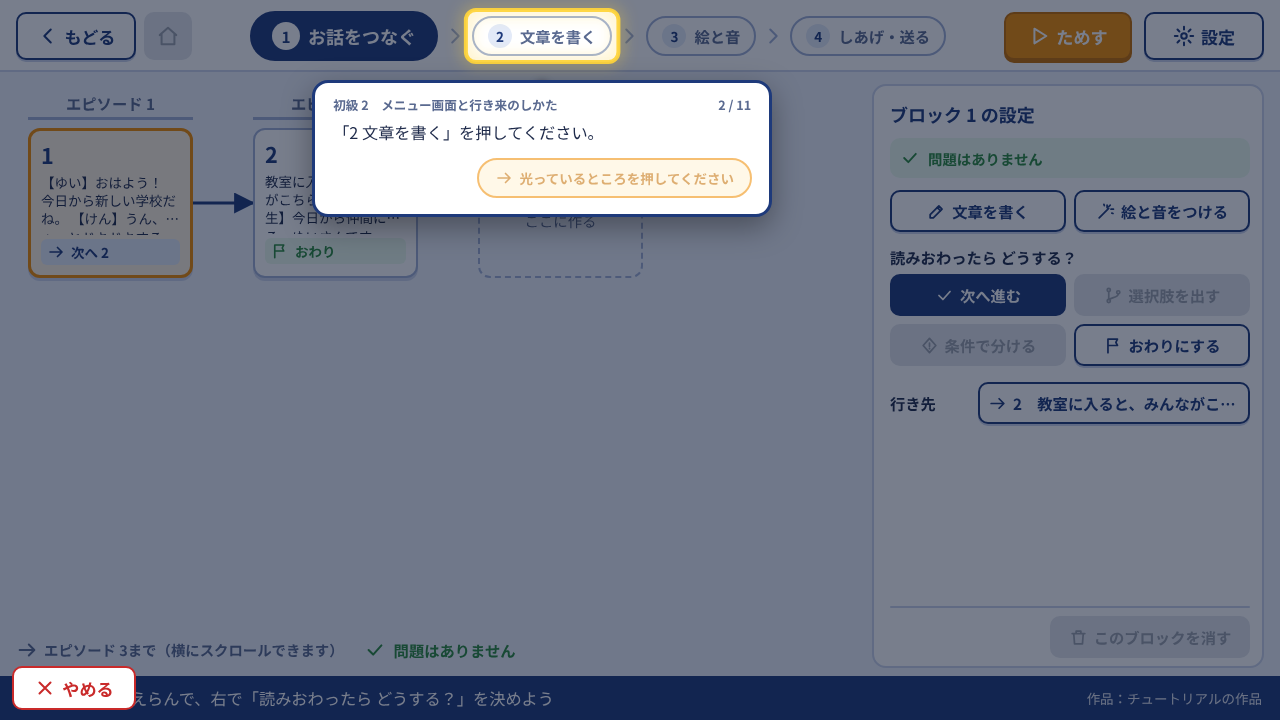 もどる
1 お話をつなぐ
2 文章を書く
3 絵と音
4 しあげ・送る
ためす
設定
初級 2 メニュー画面と行き来のしかた 2 / 11
「2 文章を書く」を押してください。
光っているところを押してください
エピソード 1
1
【ゆい】おはよう！
今日から新しい学校だ
ね。【けん】うん、…
次へ 2
2
おわり
ここに作る
ブロック 1 の設定
問題はありません
文章を書く
絵と音をつける
読みおわったら どうする？
次へ進む
選択肢を出す
条件で分ける
おわりにする
行き先
2 教室に入ると、みんながこ…
このブロックを消す
エピソード 3まで（横にスクロールできます）
問題はありません
やめる
えらんで、右で「読みおわったら どうする？」を決めよう
作品：チュートリアルの作品